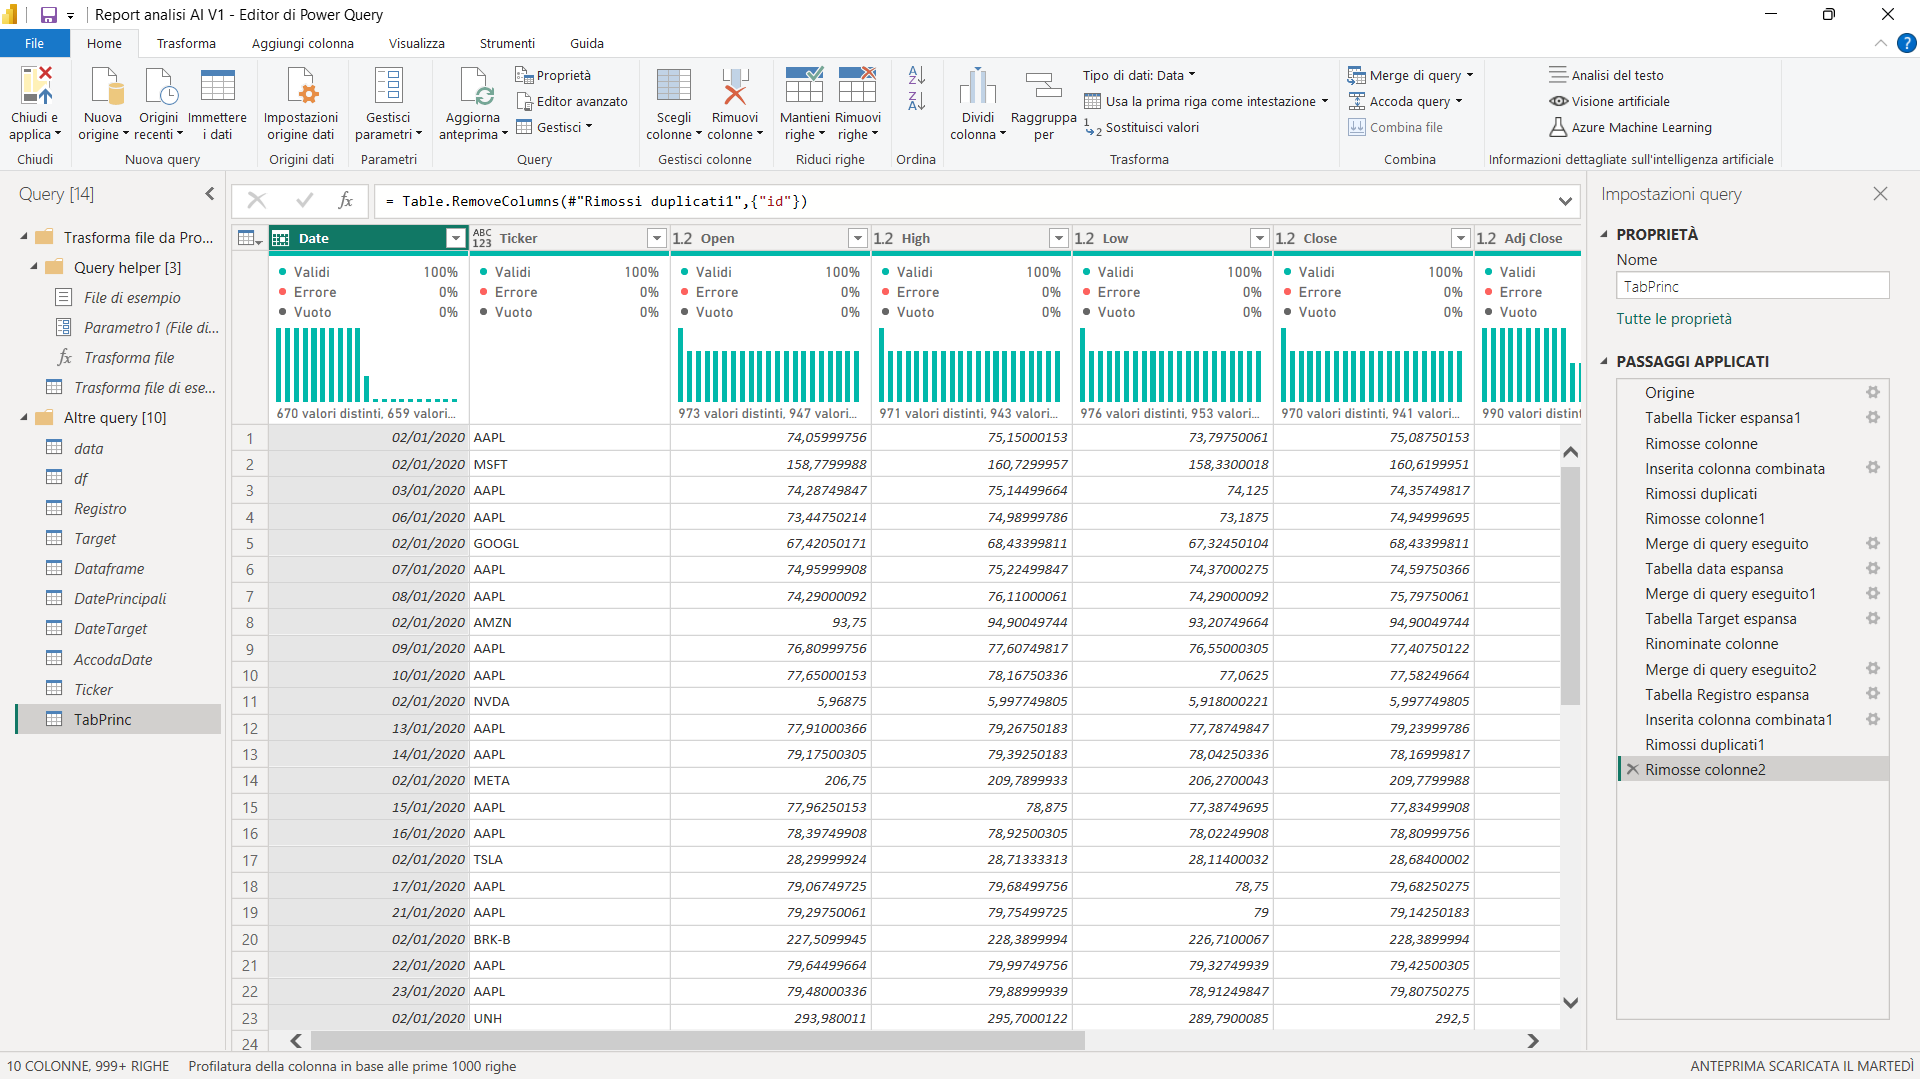 Report analisi AI V1 - Editor di Power Query
File
Home
Trasforma
Aggiungi colonna
Visualizza
Strumenti
Guida
?
Chiudi e applica
Nuova origine
Origini recenti
Immettere i dati
Impostazioni origine dati
Gestisci parametri
Aggiorna anteprima
Proprietà
Editor avanzato
Gestisci
Scegli colonne
Rimuovi colonne
Mantieni righe
Rimuovi righe
A Z
Z A
Dividi colonna
Raggruppa per
Tipo di dati: Data
Usa la prima riga come intestazione
1 2 Sostituisci valori
Merge di query
Accoda query
Combina file
Analisi del testo
Visione artificiale
Azure Machine Learning
Chiudi
Nuova query
Origini dati
Parametri
Query
Gestisci colonne
Riduci righe
Ordina
Trasforma
Combina
Informazioni dettagliate sull'intelligenza artificiale
Query [14]
Trasforma file da Pro...
Query helper [3]
File di esempio
Parametro1 (File di...
fx Trasforma file
Trasforma file di ese...
Altre query [10]
data
df
Registro
Target
Dataframe
DatePrincipali
DateTarget
AccodaDate
Ticker
TabPrinc
fx
= Table.RemoveColumns(#"Rimossi duplicati1",{"id"})
Date ABC 123 Ticker 1.2 Open 1.2 High 1.2 Low 1.2 Close 1.2 Adj Close
Validi 100% Validi 100% Validi 100% Validi 100% Validi 100% Validi 100% Validi
Errore 0% Errore 0% Errore 0% Errore 0% Errore 0% Errore 0% Errore
Vuoto 0% Vuoto 0% Vuoto 0% Vuoto 0% Vuoto 0% Vuoto 0% Vuoto
670 valori distinti, 659 valori... 973 valori distinti, 947 valori... 971 valori distinti, 943 valori... 976 valori distinti, 953 valori... 970 valori distinti, 941 valori... 990 valori distint
1 02/01/2020 AAPL 74,05999756 75,15000153 73,79750061 75,08750153
2 02/01/2020 MSFT 158,7799988 160,7299957 158,3300018 160,6199951
3 03/01/2020 AAPL 74,28749847 75,14499664 74,125 74,35749817
4 06/01/2020 AAPL 73,44750214 74,98999786 73,1875 74,94999695
5 02/01/2020 GOOGL 67,42050171 68,43399811 67,32450104 68,43399811
6 07/01/2020 AAPL 74,95999908 75,22499847 74,37000275 74,59750366
7 08/01/2020 AAPL 74,29000092 76,11000061 74,29000092 75,79750061
8 02/01/2020 AMZN 93,75 94,90049744 93,20749664 94,90049744
9 09/01/2020 AAPL 76,80999756 77,60749817 76,55000305 77,40750122
10 10/01/2020 AAPL 77,65000153 78,16750336 77,0625 77,58249664
11 02/01/2020 NVDA 5,96875 5,997749805 5,918000221 5,997749805
12 13/01/2020 AAPL 77,91000366 79,26750183 77,78749847 79,23999786
13 14/01/2020 AAPL 79,17500305 79,39250183 78,04250336 78,16999817
14 02/01/2020 META 206,75 209,7899933 206,2700043 209,7799988
15 15/01/2020 AAPL 77,96250153 78,875 77,38749695 77,83499908
16 16/01/2020 AAPL 78,39749908 78,92500305 78,02249908 78,80999756
17 02/01/2020 TSLA 28,29999924 28,71333313 28,11400032 28,68400002
18 17/01/2020 AAPL 79,06749725 79,68499756 78,75 79,68250275
19 21/01/2020 AAPL 79,29750061 79,75499725 79 79,14250183
20 02/01/2020 BRK-B 227,5099945 228,3899994 226,7100067 228,3899994
21 22/01/2020 AAPL 79,64499664 79,99749756 79,32749939 79,42500305
22 23/01/2020 AAPL 79,48000336 79,88999939 78,91249847 79,80750275
23 02/01/2020 UNH 293,980011 295,7000122 289,7900085 292,5
24
Impostazioni query
PROPRIETÀ
Nome
TabPrinc
Tutte le proprietà
PASSAGGI APPLICATI
Origine
Tabella Ticker espansa1
Rimosse colonne
Inserita colonna combinata
Rimossi duplicati
Rimosse colonne1
Merge di query eseguito
Tabella data espansa
Merge di query eseguito1
Tabella Target espansa
Rinominate colonne
Merge di query eseguito2
Tabella Registro espansa
Inserita colonna combinata1
Rimossi duplicati1
Rimosse colonne2
10 COLONNE, 999+ RIGHE
Profilatura della colonna in base alle prime 1000 righe
ANTEPRIMA SCARICATA IL MARTEDÌ